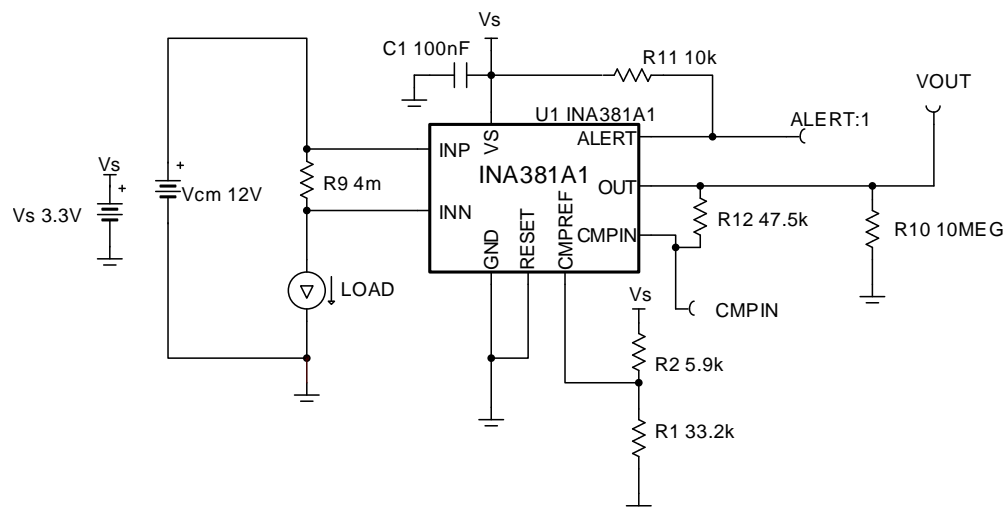 Vs
C1 100nF
R11 10k
VOUT
U1 INA381A1
ALERT:1
VS
ALERT
INP
INA381A1
Vs
+
+
R9 4m
OUT
Vcm 12V
Vs 3.3V
INN
R12 47.5k
CMPIN
R10 10MEG
GND
RESET
CMPREF
LOAD
Vs
CMPIN
R2 5.9k
R1 33.2k